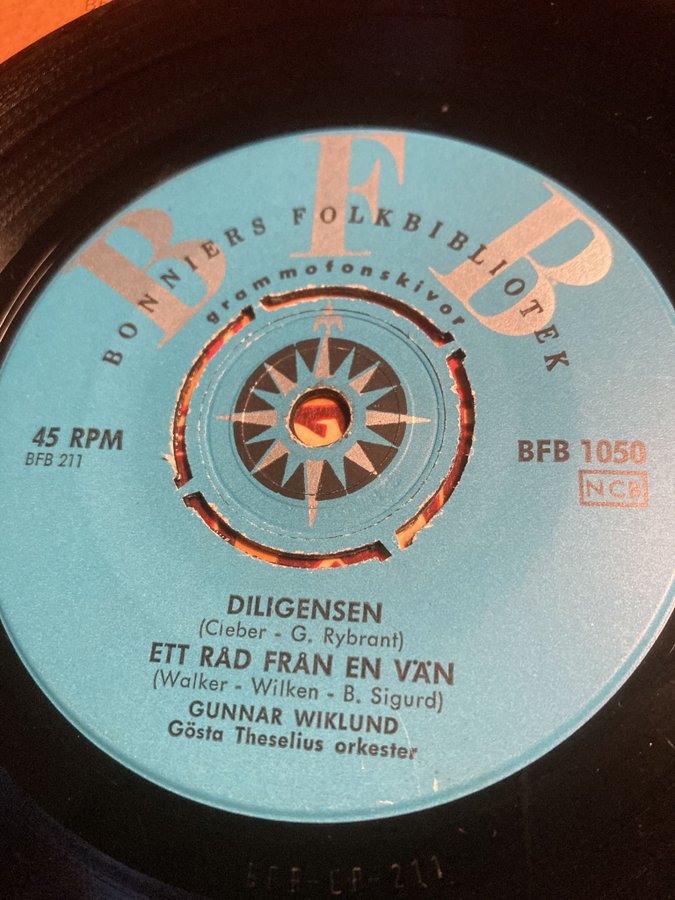 BFB
BONNIERS FOLKBIBLIOTEK
grammofonskivor
45 RPM
BFB 211
BFB 1050
NCB
DILIGENSEN
(Cieber - G. Rybrant)
ETT RÅD FRÅN EN VÄN
(Walker - Wilken - B. Sigurd)
GUNNAR WIKLUND
Gösta Theselius orkester